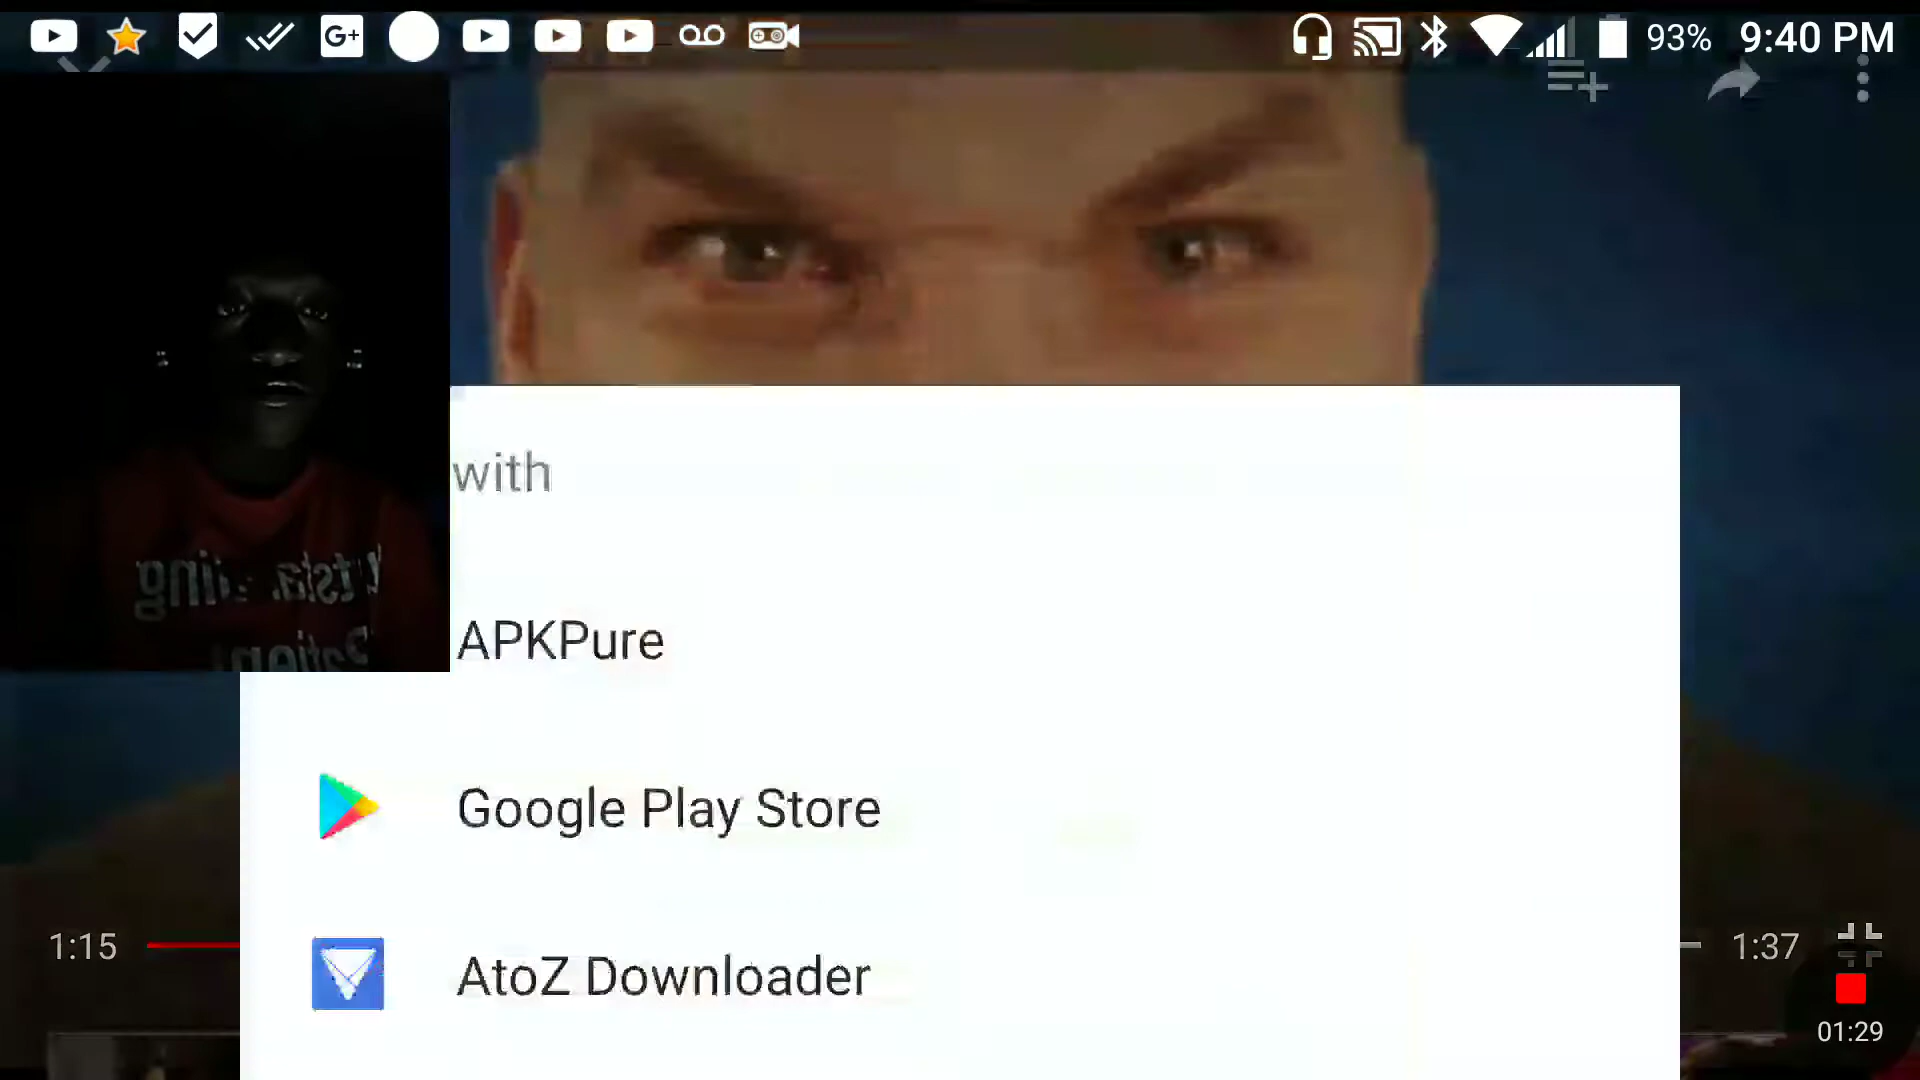 G+
93% 9:40 PM
with
APKPure
Google Play Store
AtoZ Downloader
1:15
1:37
01:29